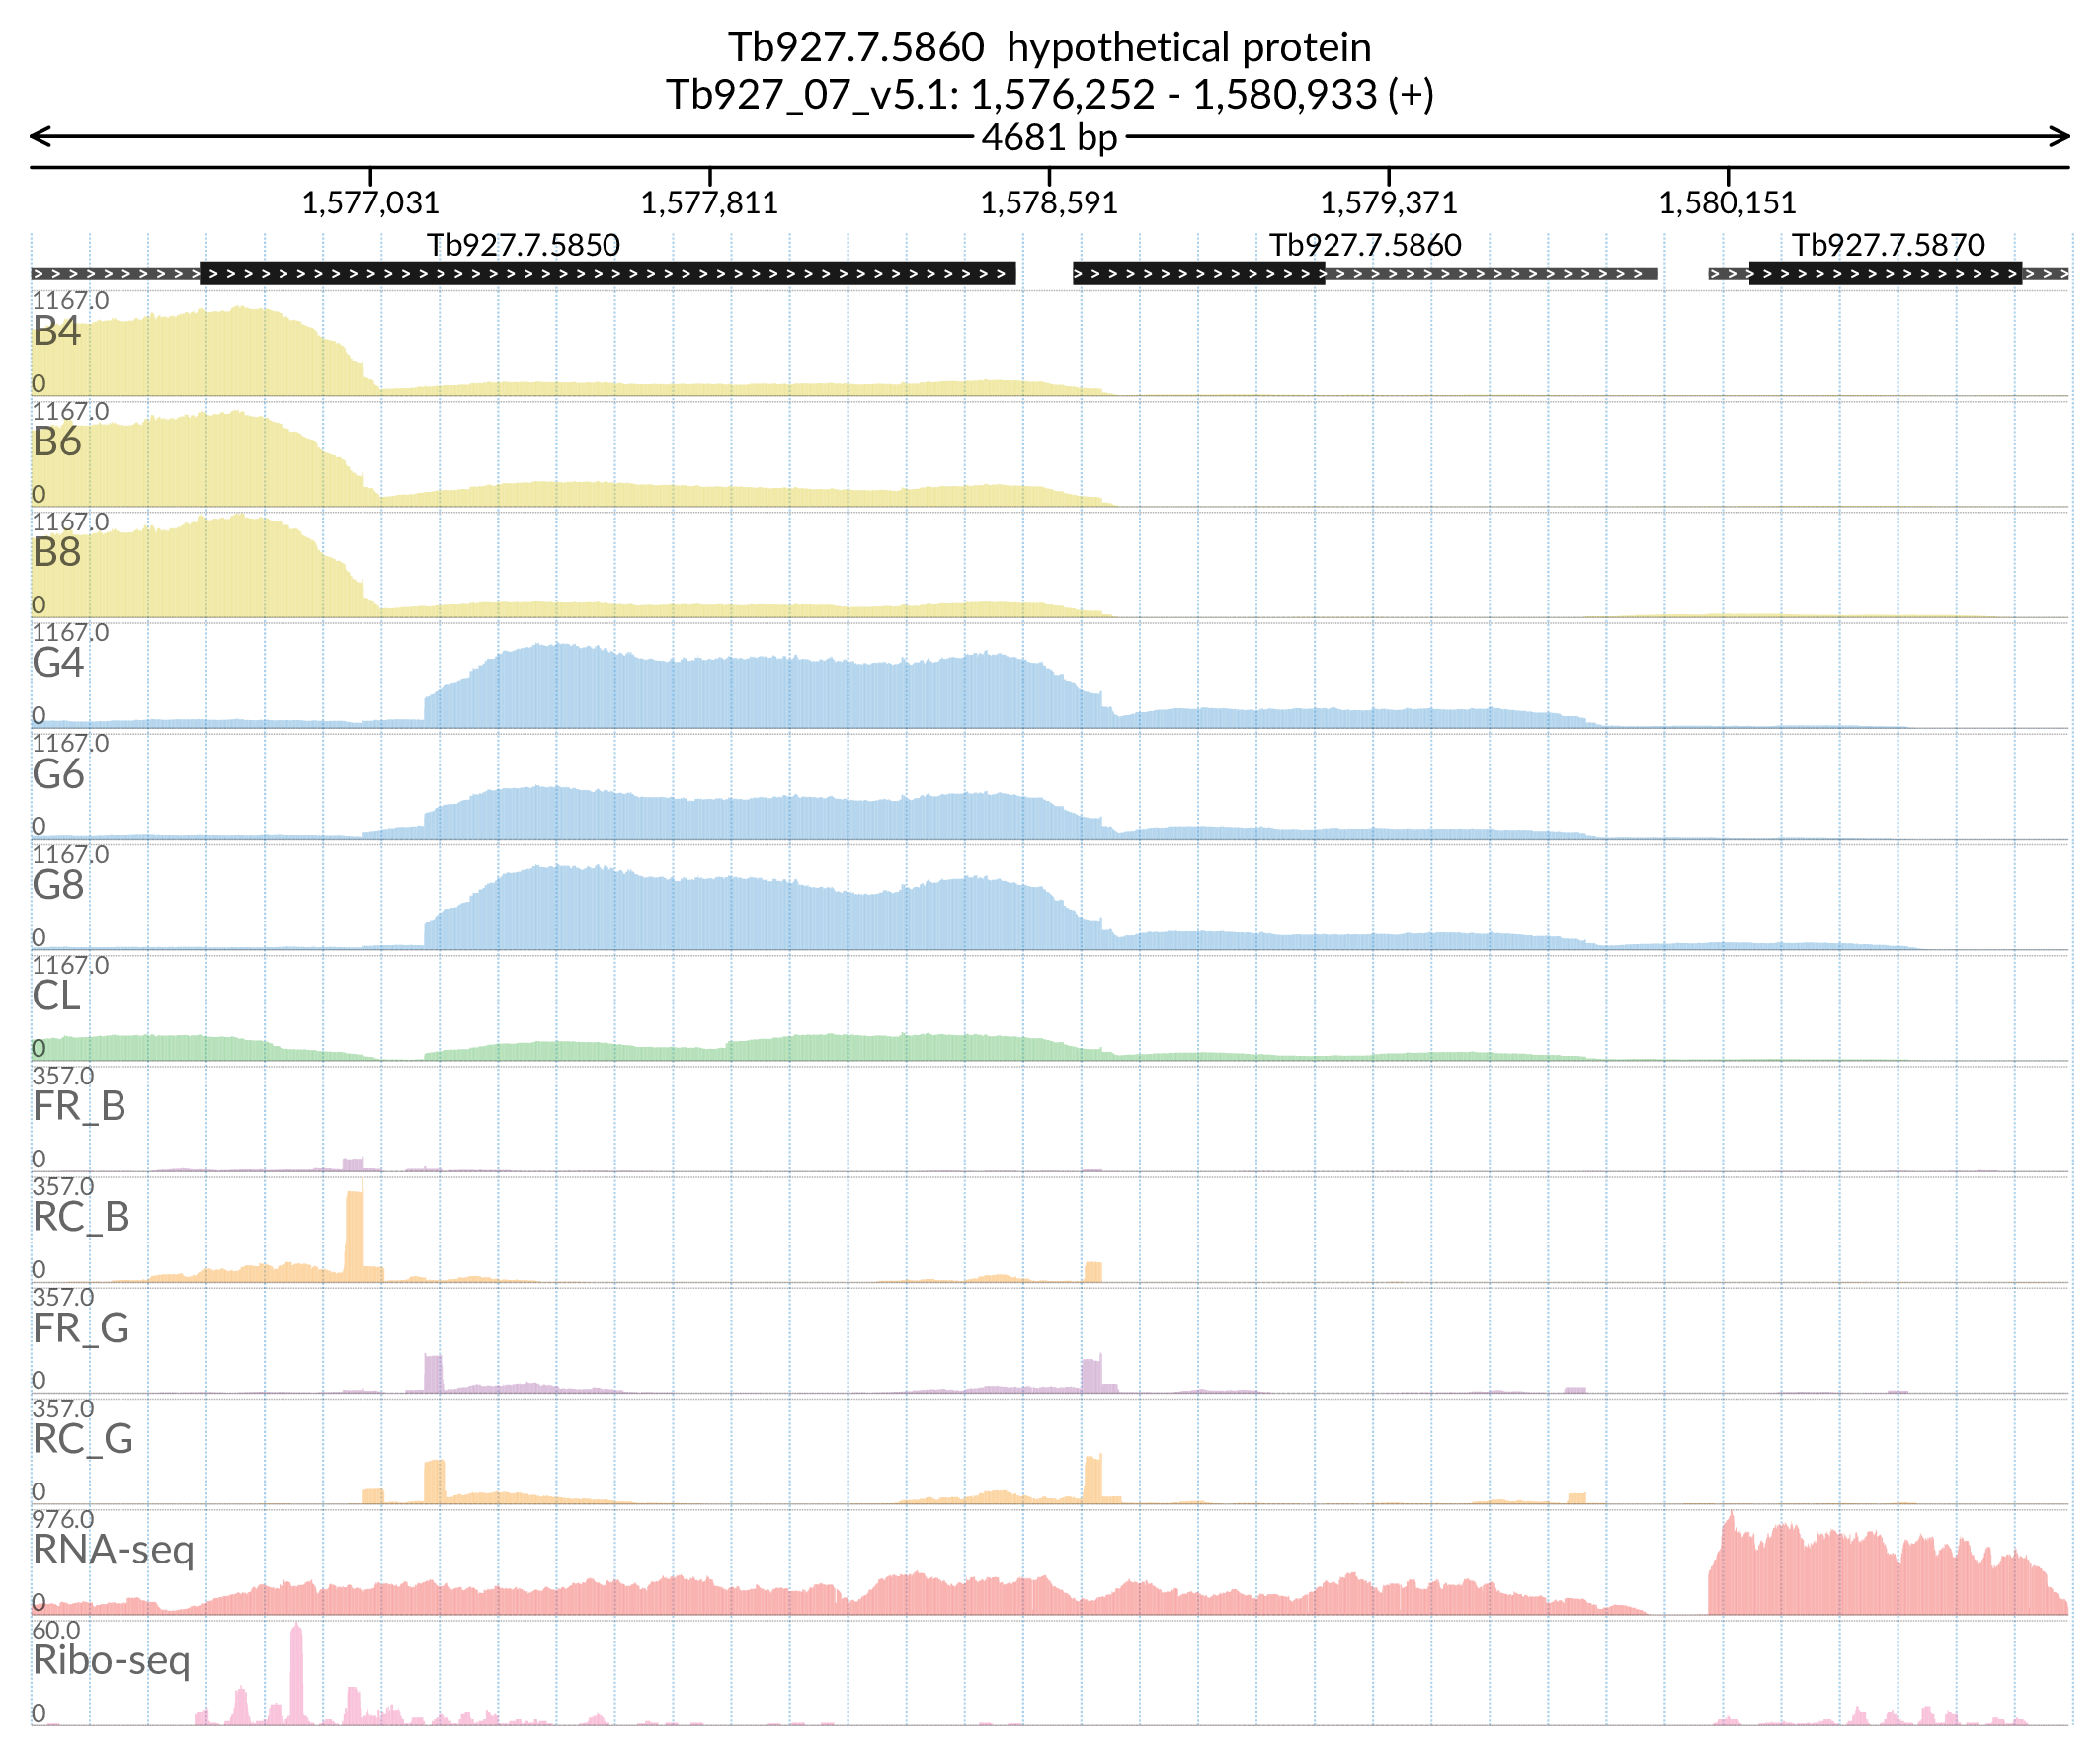 Tb927.7.5860 hypothetical protein
Tb927_07_v5.1: 1,576,252 - 1,580,933 (+)
4681 bp
1,577,031 1,577,811 1,578,591 1,579,371 1,580,151
Tb927.7.5850 Tb927.7.5860 Tb927.7.5870
1167.0
B4
0
1167.0
B6
0
1167.0
B8
0
1167.0
G4
0
1167.0
G6
0
1167.0
G8
0
1167.0
CL
0
357.0
FR_B
0
357.0
RC_B
0
357.0
FR_G
0
357.0
RC_G
0
976.0
RNA-seq
0
60.0
Ribo-seq
0